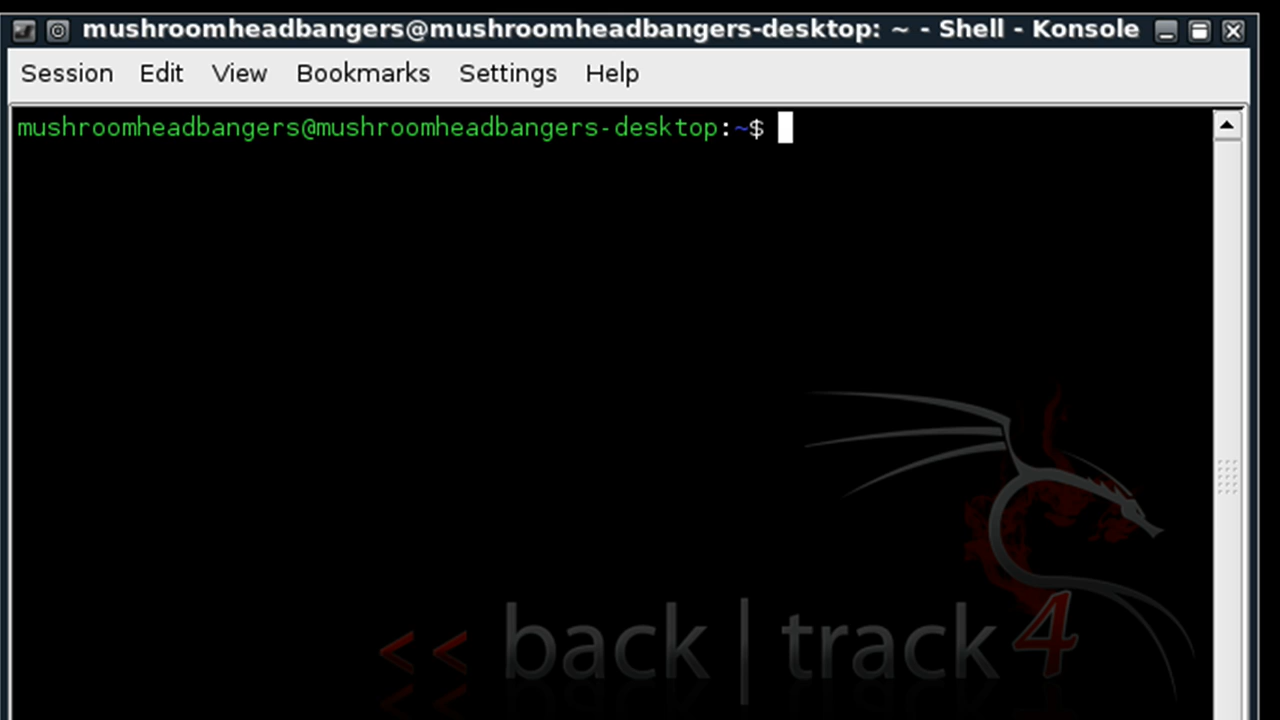 mushroomheadbangers@mushroomheadbangers-desktop: ~ - Shell - Konsole
Session Edit View Bookmarks Settings Help
mushroomheadbangers@mushroomheadbangers-desktop:~$
<< back | track 4